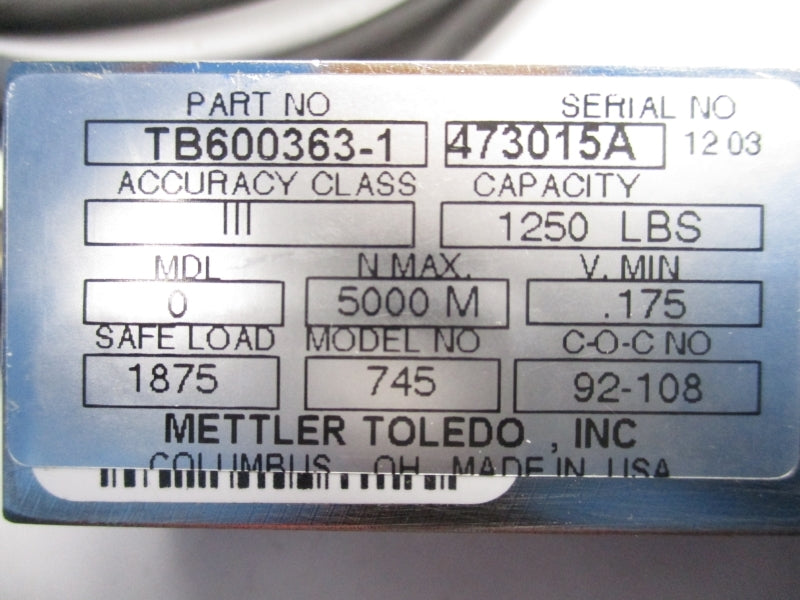 PART NO SERIAL NO
TB600363-1 473015A 12 03
ACCURACY CLASS CAPACITY
III 1250 LBS
MDL N MAX. V. MIN
0 5000 M .175
SAFE LOAD MODEL NO C-O-C NO
1875 745 92-108
METTLER TOLEDO , INC
COLUMBUS, OH MADE IN USA